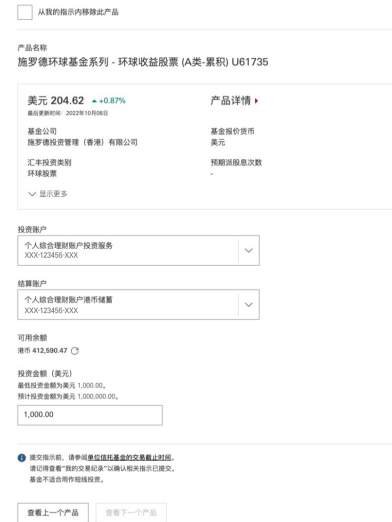 从我的指示内移除此产品
产品名称
施罗德环球基金系列 - 环球收益股票 (A类-累积) U61735
美元 204.62 +0.87%
产品详情
最后更新时间：2022年10月08日
基金公司
基金报价货币
施罗德投资管理（香港）有限公司
美元
汇丰投资类别
预期派股息次数
环球股票
-
显示更多
投资账户
个人综合理财账户投资服务
XXX-123456-XXX
结算账户
个人综合理财账户港币储蓄
XXX-123456-XXX
可用余额
港币 412,590.47
投资金额（美元）
最低投资金额为美元 1,000.00。
预计投资金额为美元 1,000,000.00。
1,000.00
提交指示前，请参阅单位信托基金的交易截止时间。
请记得查看"我的交易纪录"以确认相关指示已提交。
基金不适合用作短线投资。
查看上一个产品
查看下一个产品